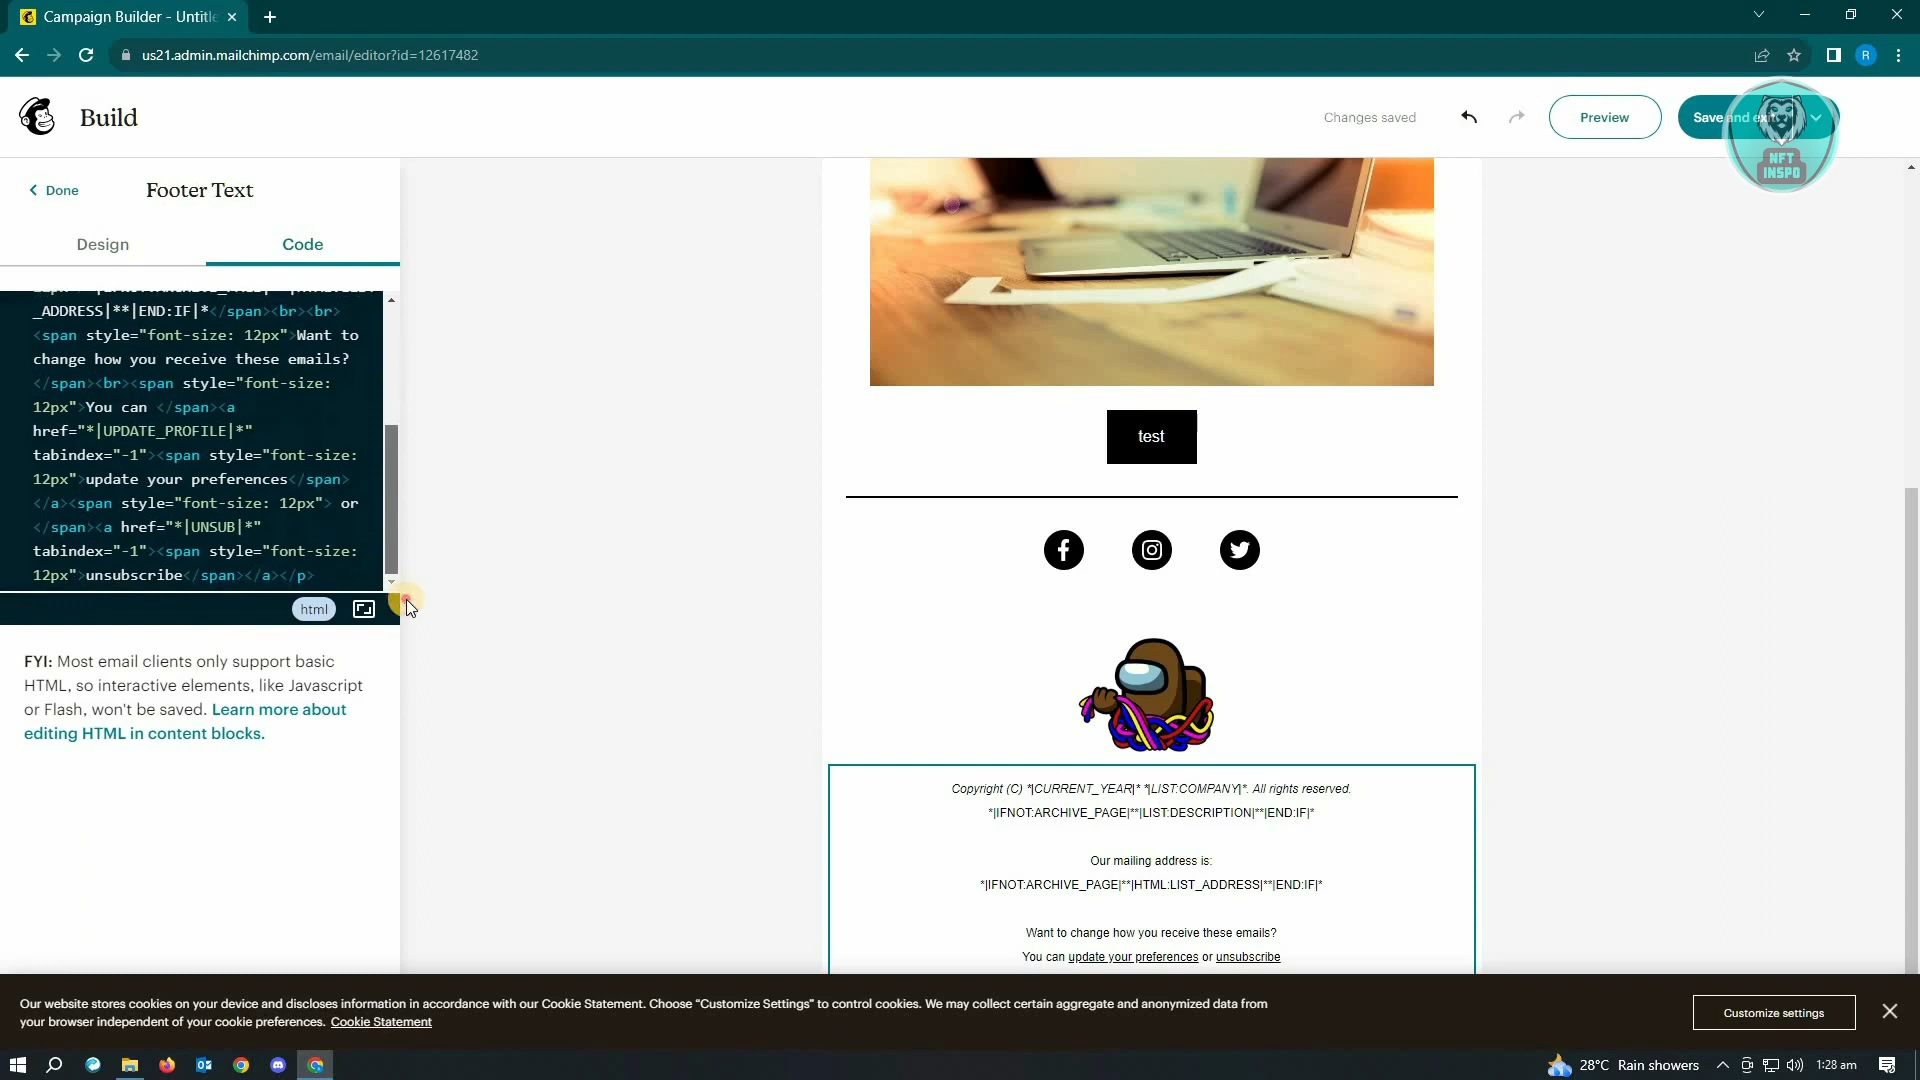 Campaign Builder - Untitle
us21.admin.mailchimp.com/email/editor?id=12617482
R
Build
Changes saved
Preview
Save and exit
NFT
INSPO
Done
Footer Text
Design
Code
_ADDRESS|**|END:IF|*</span><br><br>
<span style="font-size: 12px">Want to
change how you receive these emails?
</span><br><span style="font-size:
12px">You can </span><a
href="*|UPDATE_PROFILE|*"
tabindex="-1"><span style="font-size:
12px">update your preferences</span>
</a><span style="font-size: 12px"> or
</span><a href="*|UNSUB|*"
tabindex="-1"><span style="font-size:
12px">unsubscribe</span></a></p>
html
FYI: Most email clients only support basic
HTML, so interactive elements, like Javascript
or Flash, won't be saved. Learn more about
editing HTML in content blocks.
test
Copyright (C) *|CURRENT_YEAR|* *|LIST:COMPANY|*. All rights reserved.
*|IFNOT:ARCHIVE_PAGE|**|LIST:DESCRIPTION|**|END:IF|*
Our mailing address is:
*|IFNOT:ARCHIVE_PAGE|**|HTML:LIST_ADDRESS|**|END:IF|*
Want to change how you receive these emails?
You can update your preferences or unsubscribe
Our website stores cookies on your device and discloses information in accordance with our Cookie Statement. Choose "Customize Settings" to control cookies. We may collect certain aggregate and anonymized data from
your browser independent of your cookie preferences. Cookie Statement
Customize settings
28°C Rain showers
1:28 am